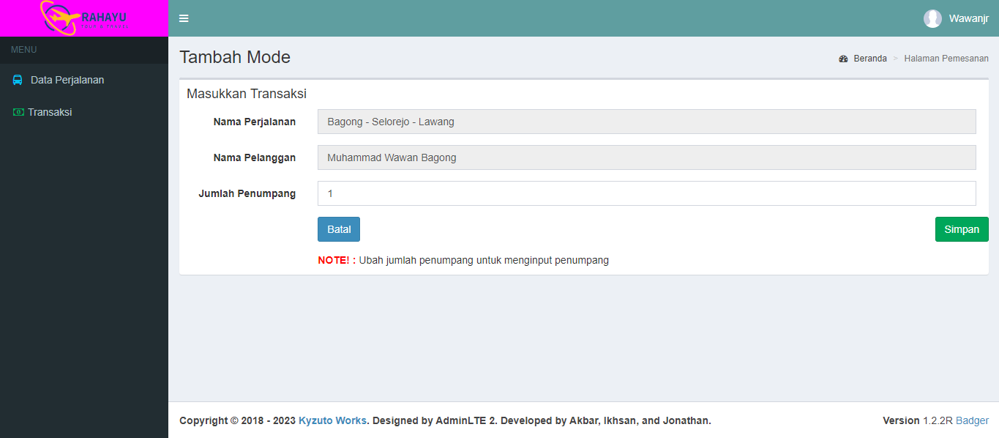 RAHAYU
TOUR & TRAVEL
Wawanjr
MENU
Data Perjalanan
Transaksi
Tambah Mode
Beranda > Halaman Pemesanan
Masukkan Transaksi
Nama Perjalanan Bagong - Selorejo - Lawang
Nama Pelanggan Muhammad Wawan Bagong
Jumlah Penumpang 1
Batal Simpan
NOTE! : Ubah jumlah penumpang untuk menginput penumpang
Copyright © 2018 - 2023 Kyzuto Works. Designed by AdminLTE 2. Developed by Akbar, Ikhsan, and Jonathan.
Version 1.2.2R Badger